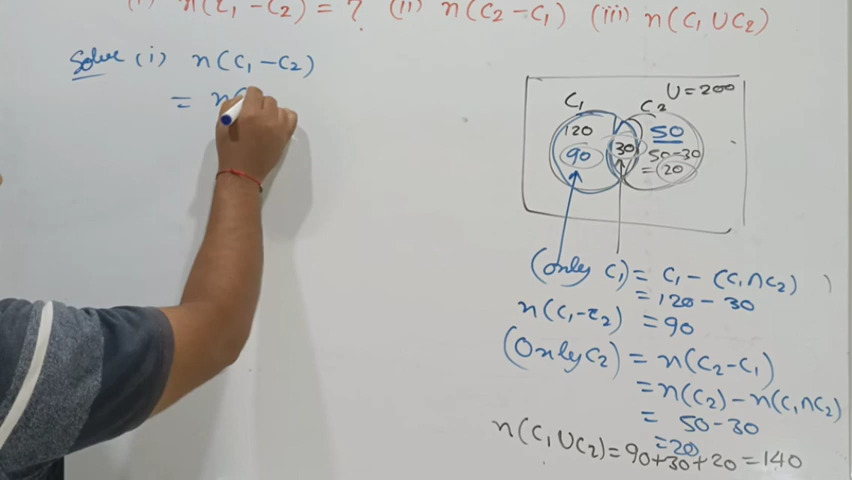 (i) n(C₁-C₂) = ? (ii) n(C₂-C₁) (iii) n(C₁∪C₂)
Solve (i) n(C₁-C₂)
= n(
U=200
C₁ C₂
120 30 50
90 50-30
= 20
(only C₁) = C₁ - (C₁∩C₂)
= 120-30
n(C₁-C₂) = 90
(Only C₂) = n(C₂-C₁)
= n(C₂) - n(C₁∩C₂)
= 50-30
= 20
n(C₁∪C₂) = 90+30+20 = 140